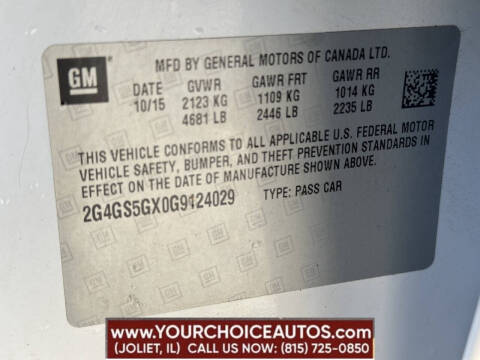 GM
MFD BY GENERAL MOTORS OF CANADA LTD.
DATE GVWR GAWR FRT GAWR RR
10/15 2123 KG 1109 KG 1014 KG
4681 LB 2446 LB 2235 LB
THIS VEHICLE CONFORMS TO ALL APPLICABLE U.S. FEDERAL MOTOR
VEHICLE SAFETY, BUMPER, AND THEFT PREVENTION STANDARDS IN
EFFECT ON THE DATE OF MANUFACTURE SHOWN ABOVE.
2G4GS5GX0G9124029 TYPE: PASS CAR
WWW.YOURCHOICEAUTOS.COM
(JOLIET, IL) CALL US NOW: (815) 725-0850